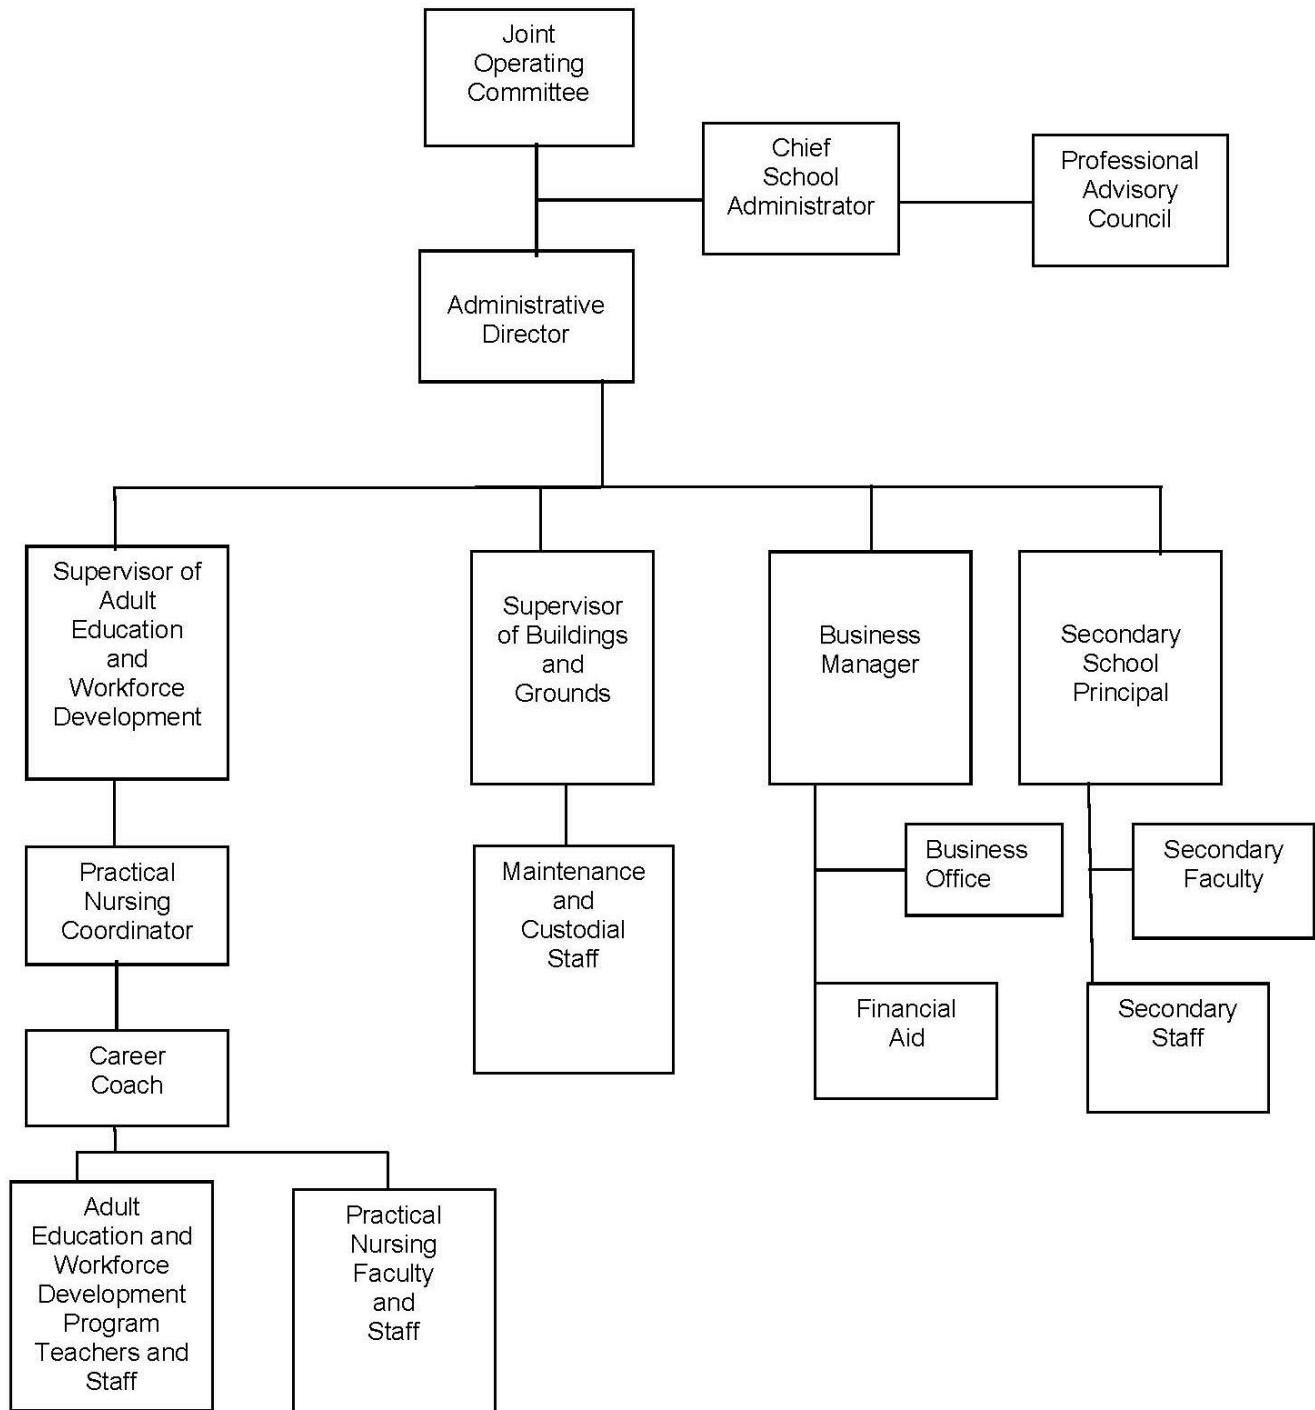 Joint
Operating
Committee
Chief
School
Administrator
Professional
Advisory
Council
Administrative
Director
Supervisor of
Adult
Education
and
Workforce
Development
Supervisor
of Buildings
and
Grounds
Business
Manager
Secondary
School
Principal
Practical
Nursing
Coordinator
Maintenance
and
Custodial
Staff
Business
Office
Secondary
Faculty
Financial
Aid
Secondary
Staff
Career
Coach
Adult
Education and
Workforce
Development
Program
Teachers and
Staff
Practical
Nursing
Faculty
and
Staff